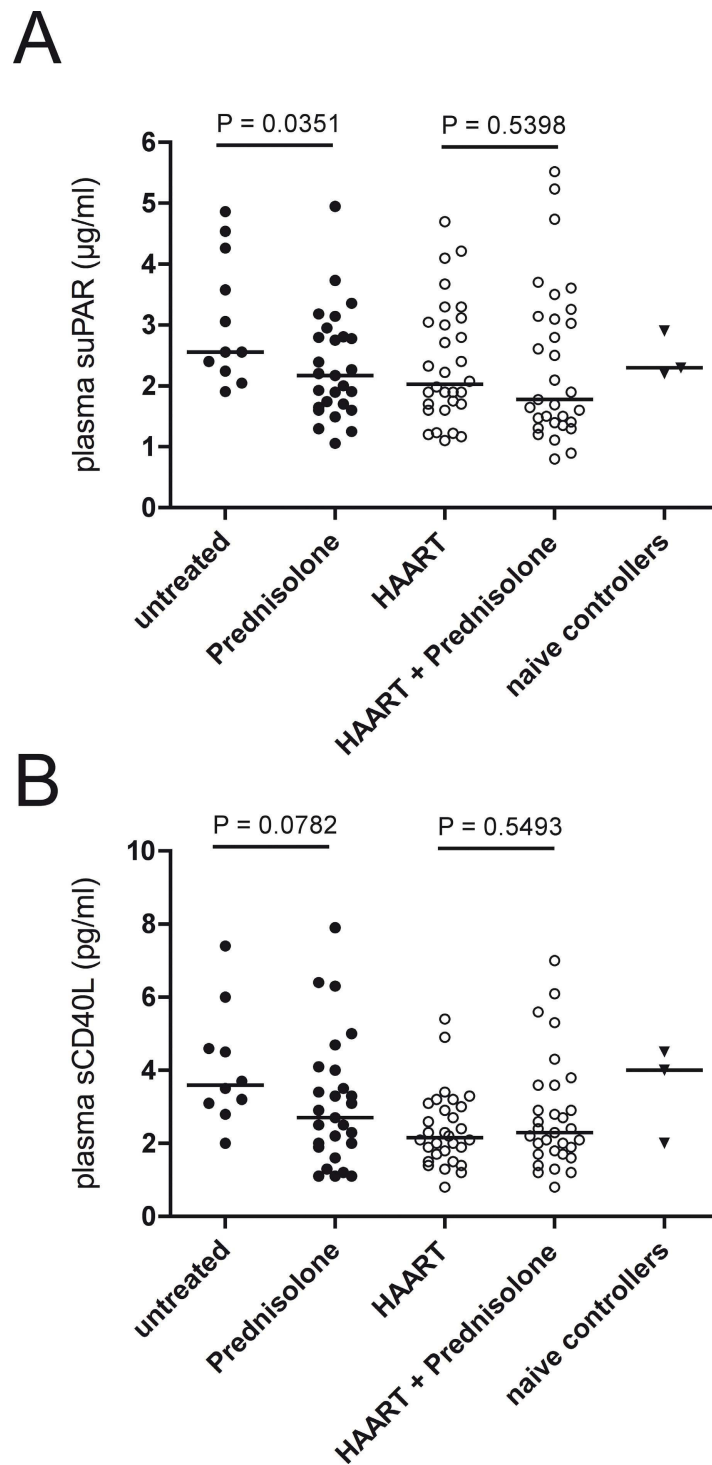 A
P = 0.0351
P = 0.5398
plasma suPAR (µg/ml)
6
5
4
3
2
1
0
untreated
Prednisolone
HAART
HAART + Prednisolone
naive controllers
B
P = 0.0782
P = 0.5493
plasma sCD40L (pg/ml)
10
8
6
4
2
0
untreated
Prednisolone
HAART
HAART + Prednisolone
naive controllers